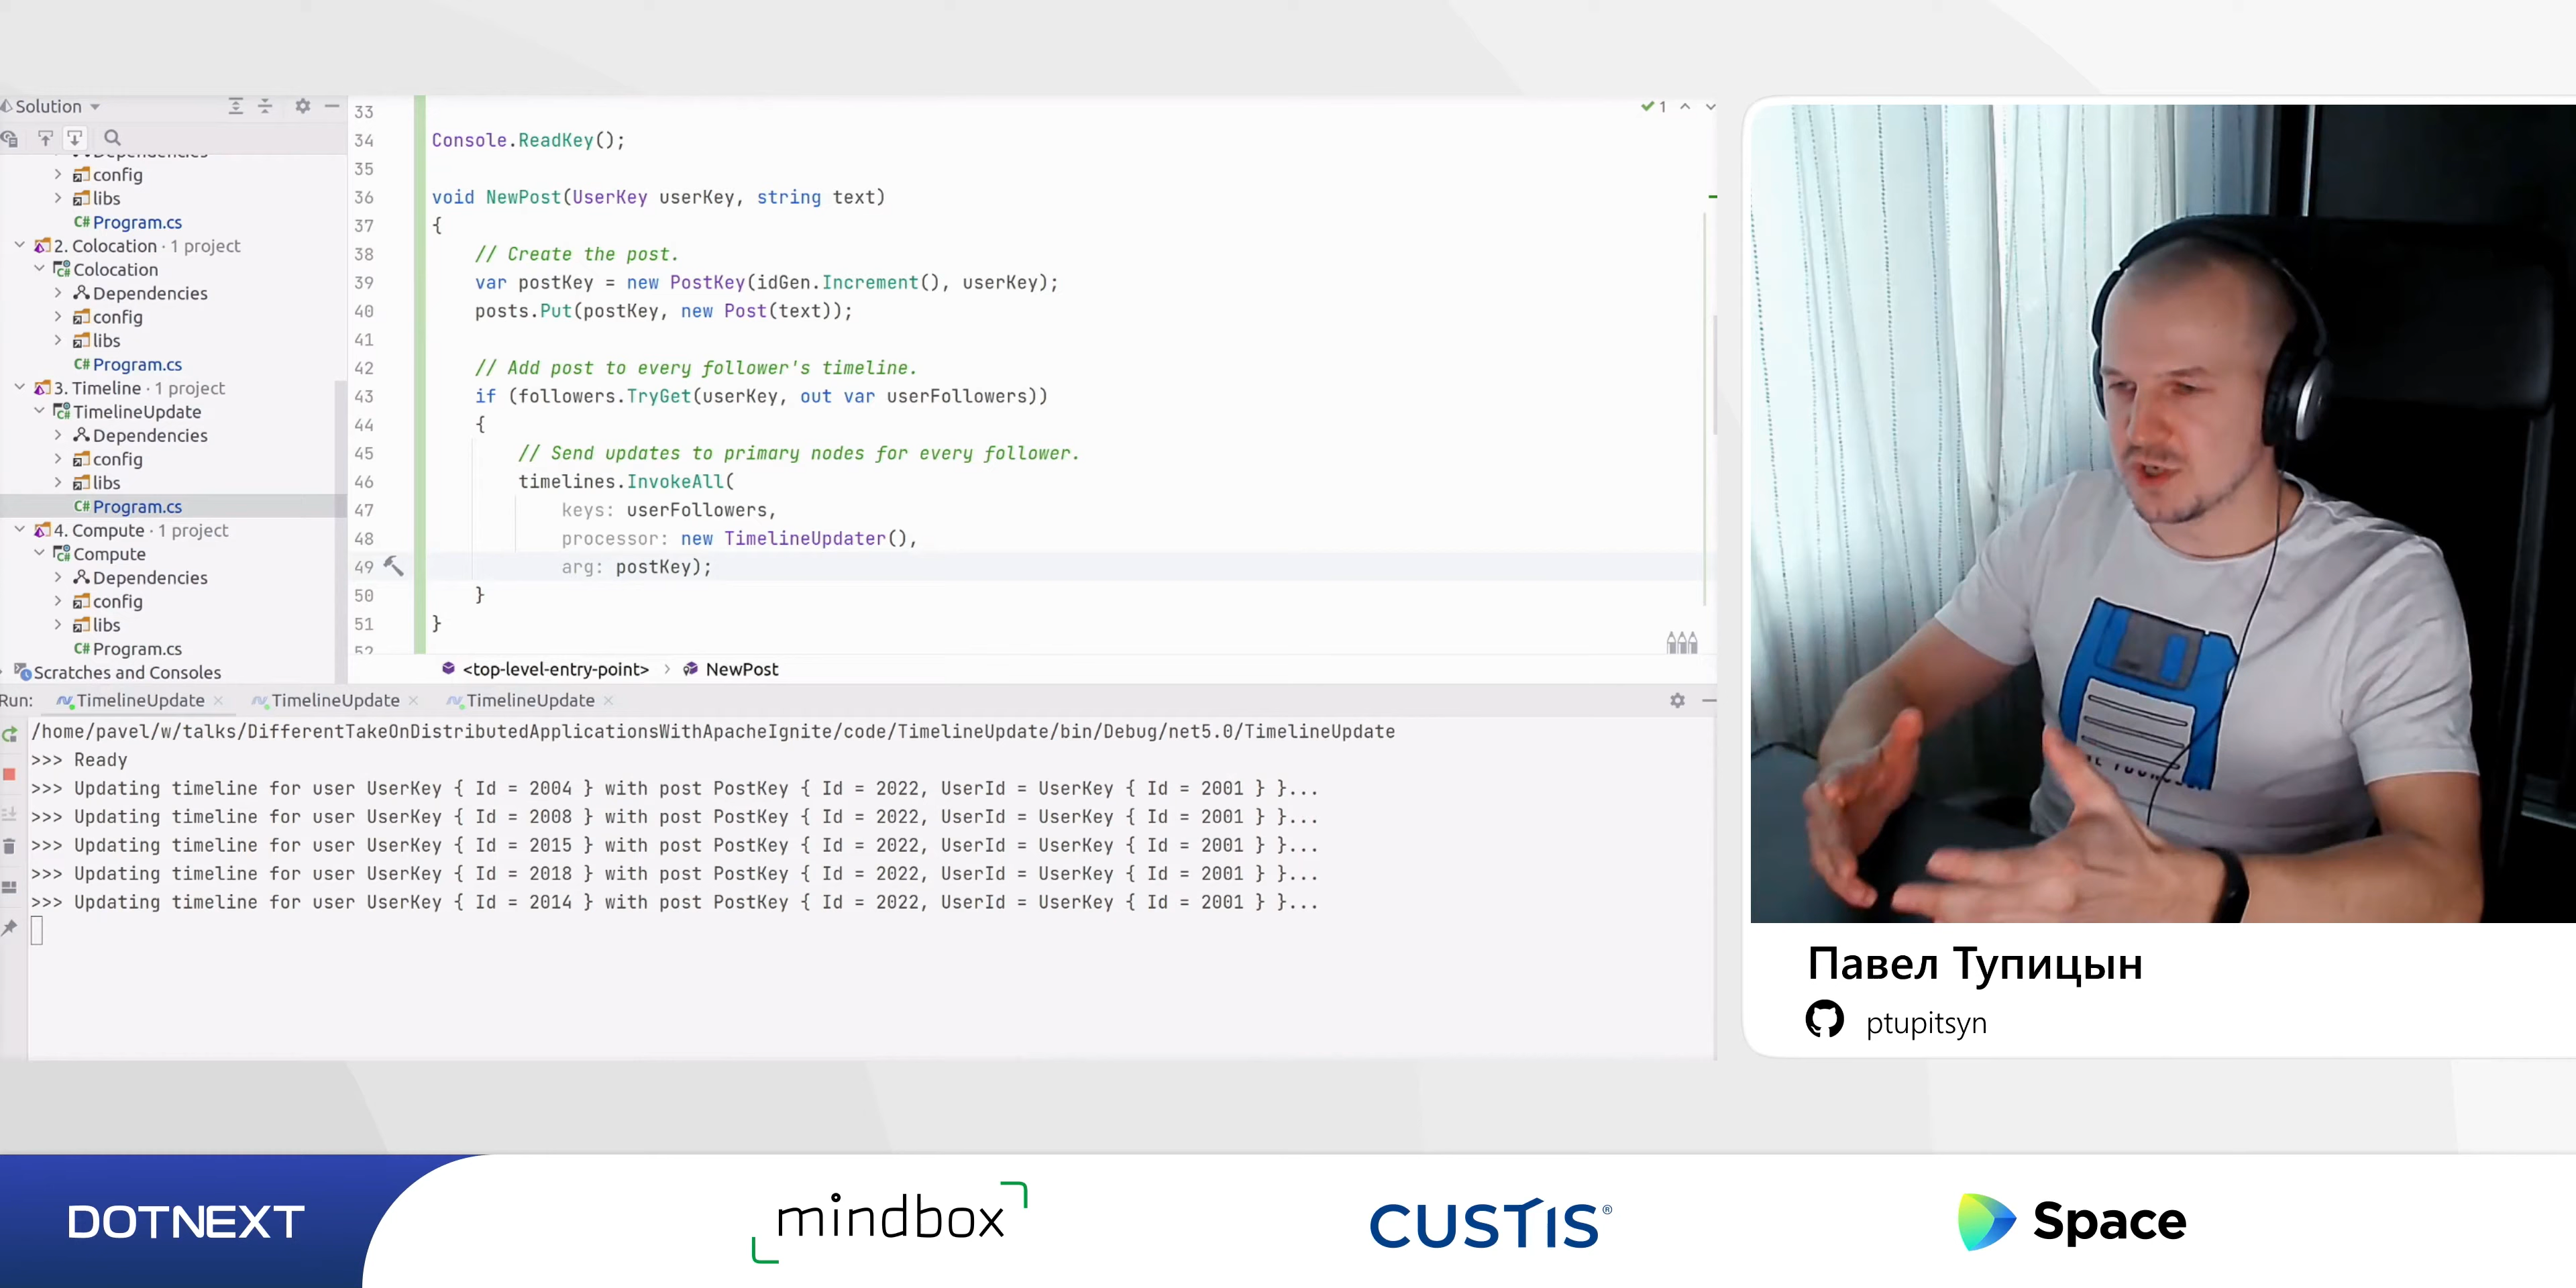 Solution
Dependencies
config
libs
C# Program.cs
2. Colocation · 1 project
Colocation
Dependencies
config
libs
C# Program.cs
3. Timeline · 1 project
TimelineUpdate
Dependencies
config
libs
C# Program.cs
4. Compute · 1 project
Compute
Dependencies
config
libs
C# Program.cs
Scratches and Consoles
1
33
34 Console.ReadKey();
35
36 void NewPost(UserKey userKey, string text)
37 {
38 // Create the post.
39 var postKey = new PostKey(idGen.Increment(), userKey);
40 posts.Put(postKey, new Post(text));
41
42 // Add post to every follower's timeline.
43 if (followers.TryGet(userKey, out var userFollowers))
44 {
45 // Send updates to primary nodes for every follower.
46 timelines.InvokeAll(
47 keys: userFollowers,
48 processor: new TimelineUpdater(),
49 arg: postKey);
50 }
51 }
52
<top-level-entry-point> › NewPost
Run: TimelineUpdate × TimelineUpdate × TimelineUpdate ×
/home/pavel/w/talks/DifferentTakeOnDistributedApplicationsWithApacheIgnite/code/TimelineUpdate/bin/Debug/net5.0/TimelineUpdate
>>> Ready
>>> Updating timeline for user UserKey { Id = 2004 } with post PostKey { Id = 2022, UserId = UserKey { Id = 2001 } }...
>>> Updating timeline for user UserKey { Id = 2008 } with post PostKey { Id = 2022, UserId = UserKey { Id = 2001 } }...
>>> Updating timeline for user UserKey { Id = 2015 } with post PostKey { Id = 2022, UserId = UserKey { Id = 2001 } }...
>>> Updating timeline for user UserKey { Id = 2018 } with post PostKey { Id = 2022, UserId = UserKey { Id = 2001 } }...
>>> Updating timeline for user UserKey { Id = 2014 } with post PostKey { Id = 2022, UserId = UserKey { Id = 2001 } }...
Павел Тупицын
ptupitsyn
DOTNEXT
mindbox
CUSTIS®
Space